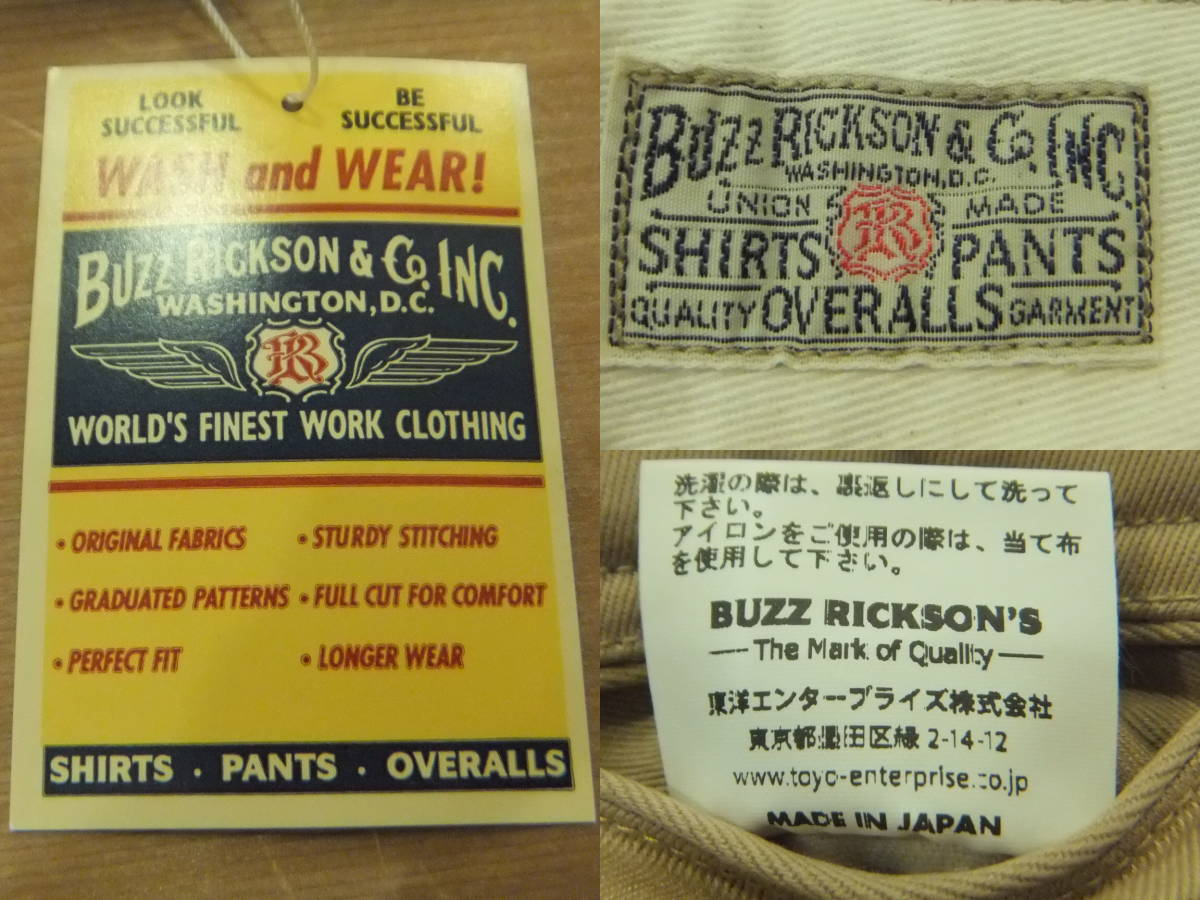 LOOK SUCCESSFUL
BE SUCCESSFUL
WASH and WEAR!
BUZZ RICKSON & Co. INC.
WASHINGTON, D.C.
BR
WORLD'S FINEST WORK CLOTHING
• ORIGINAL FABRICS
• STURDY STITCHING
• GRADUATED PATTERNS
• FULL CUT FOR COMFORT
• PERFECT FIT
• LONGER WEAR
SHIRTS · PANTS · OVERALLS
BUZZ RICKSON & Co. INC.
WASHINGTON, D.C.
UNION MADE
BR
SHIRTS PANTS
QUALITY OVERALLS GARMENT
洗濯の際は、裏返しにして洗って
下さい。
アイロンをご使用の際は、当て布
を使用して下さい。
BUZZ RICKSON'S
— The Mark of Quality —
東洋エンタープライズ株式会社
東京都墨田区緑 2-14-12
www.toyo-enterprise.co.jp
MADE IN JAPAN